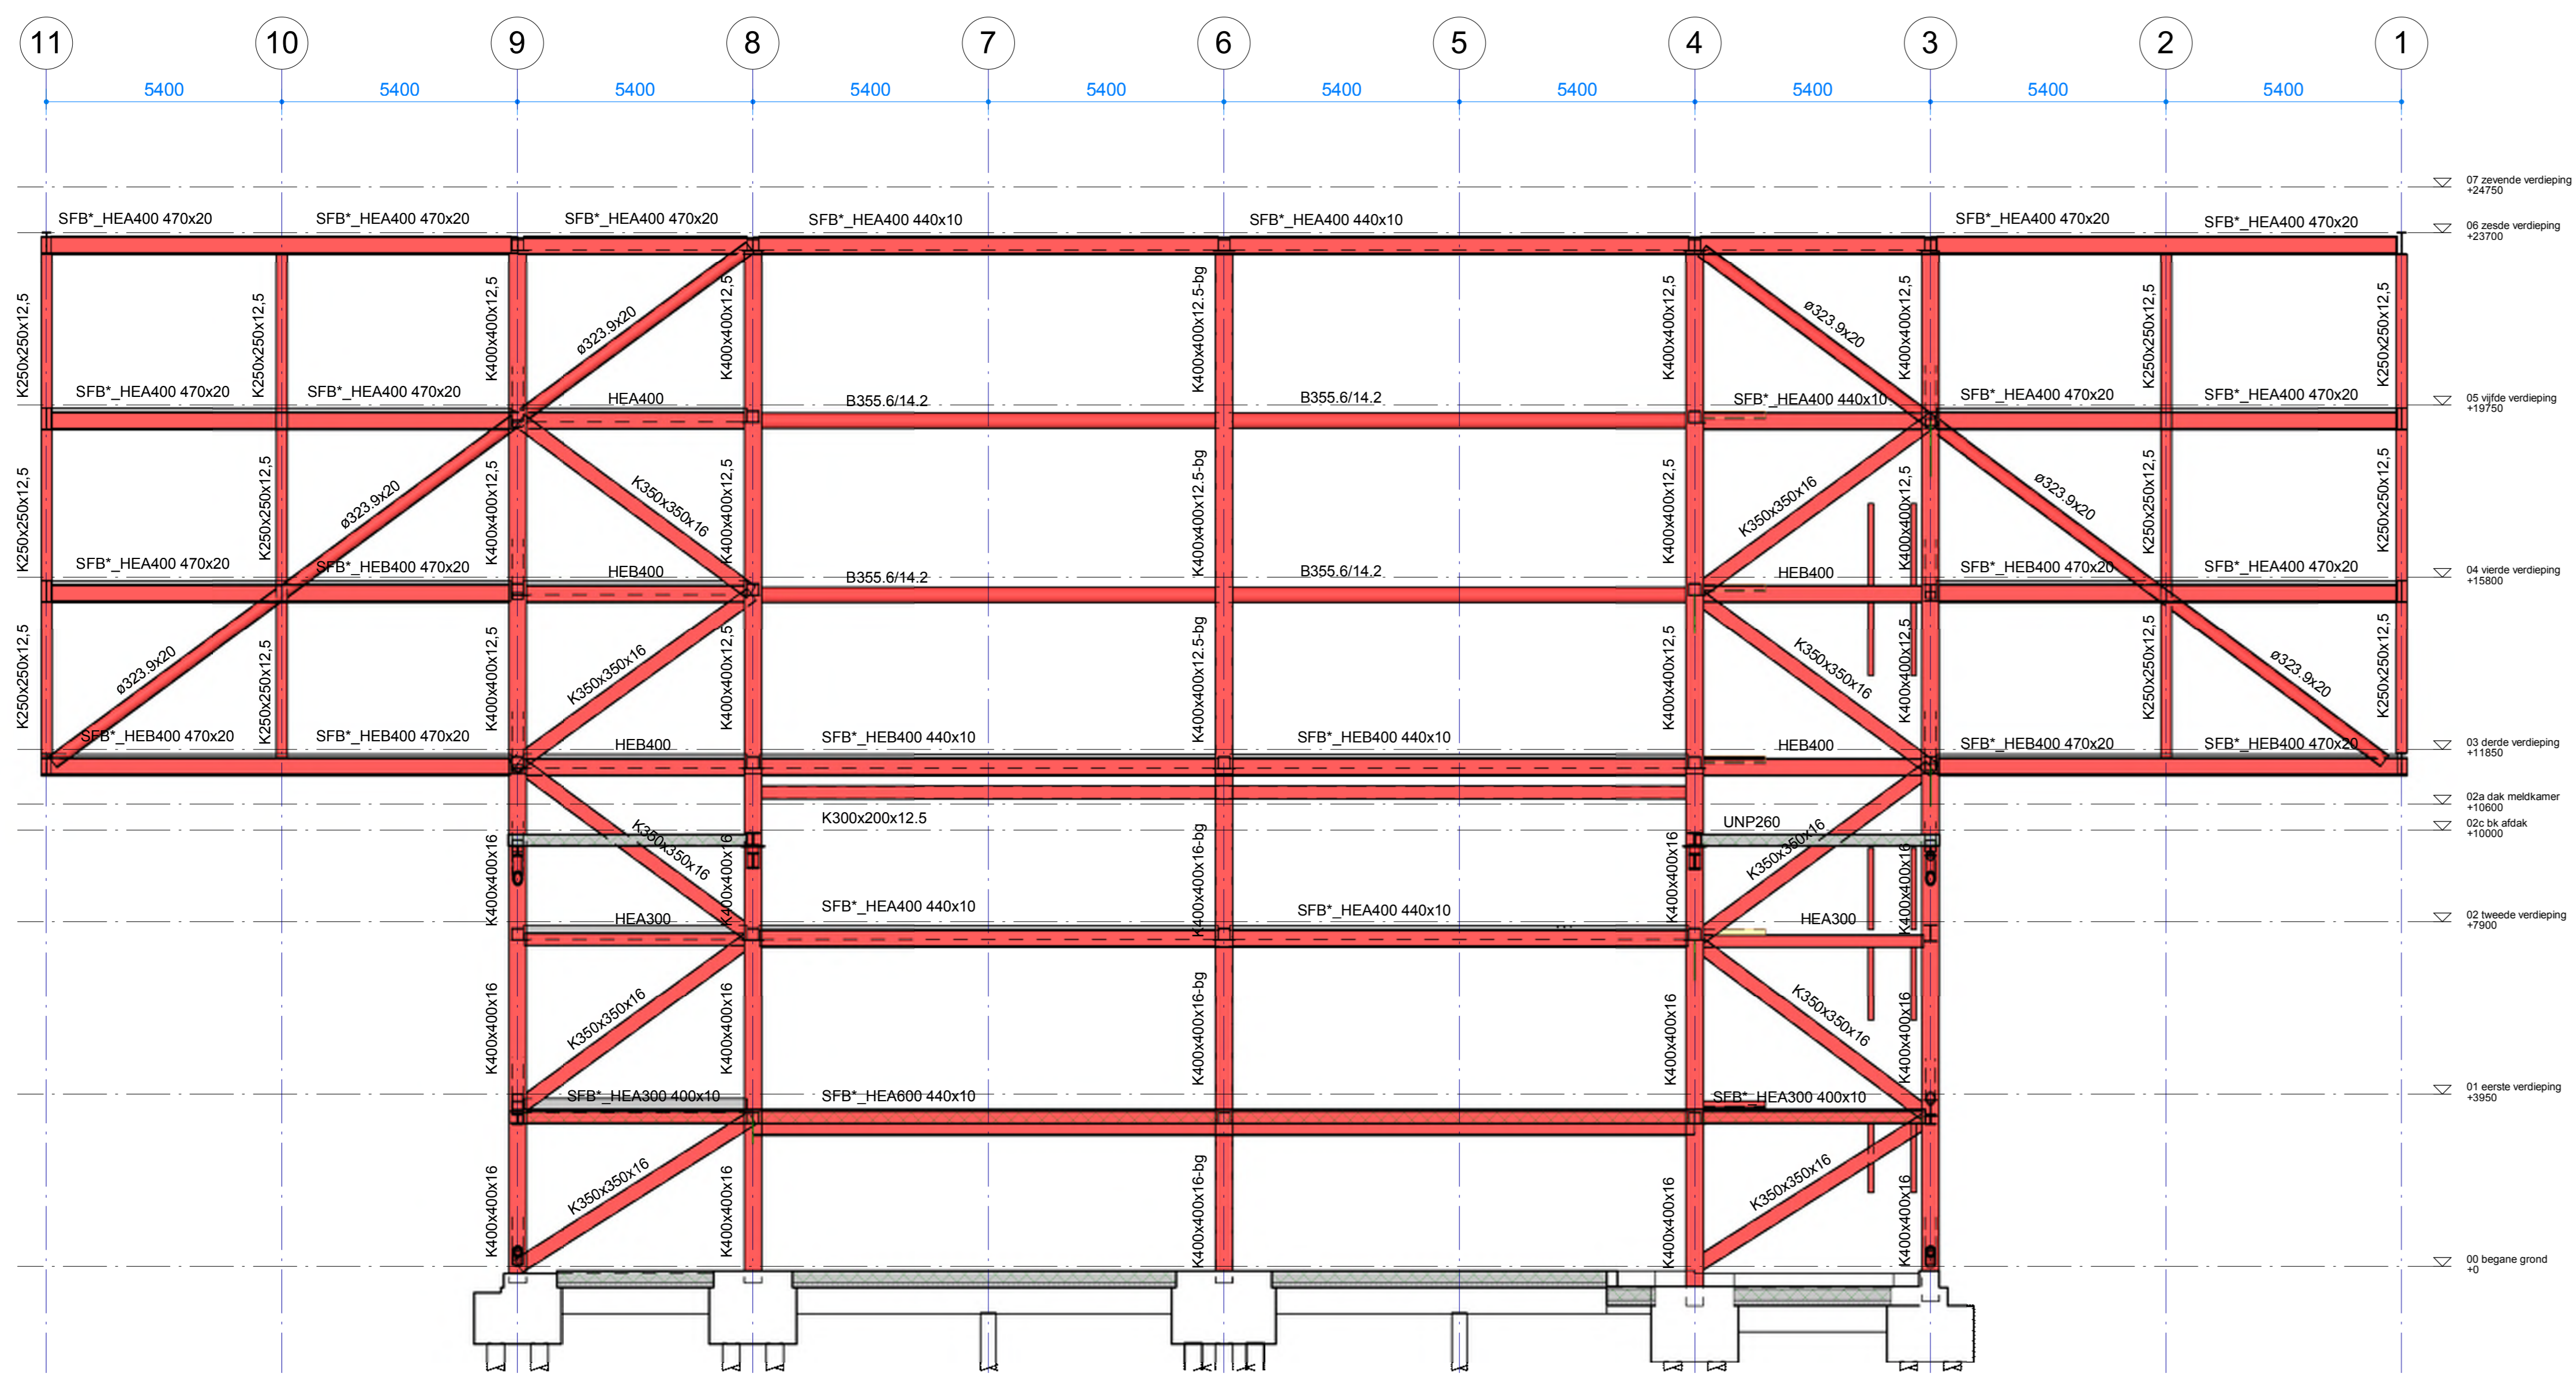 11 10 9 8 7 6 5 4 3 2 1
5400 5400 5400 5400 5400 5400 5400 5400 5400 5400
07 zevende verdieping
+24750
SFB*_HEA400 470x20 SFB*_HEA400 470x20 SFB*_HEA400 470x20 SFB*_HEA400 440x10 SFB*_HEA400 440x10 SFB*_HEA400 470x20 SFB*_HEA400 470x20
06 zesde verdieping
+23700
K250x250x12,5 K250x250x12,5 K400x400x12,5 K400x400x12,5 K400x400x12.5-bg K400x400x12,5 K400x400x12,5 K250x250x12,5 K250x250x12,5
ø323.9x20 ø323.9x20
SFB*_HEA400 470x20 SFB*_HEA400 470x20 HEA400 B355.6/14.2 B355.6/14.2 SFB*_HEA400 440x10 SFB*_HEA400 470x20 SFB*_HEA400 470x20
05 vijfde verdieping
+19750
K250x250x12,5 K250x250x12,5 K400x400x12,5 K400x400x12,5 K400x400x12.5-bg K400x400x12,5 K400x400x12,5 K250x250x12,5 K250x250x12,5
ø323.9x20 K350x350x16 K350x350x16 ø323.9x20
SFB*_HEA400 470x20 SFB*_HEB400 470x20 HEB400 B355.6/14.2 B355.6/14.2 HEB400 SFB*_HEB400 470x20 SFB*_HEA400 470x20
04 vierde verdieping
+15800
K250x250x12,5 K250x250x12,5 K400x400x12,5 K400x400x12,5 K400x400x12.5-bg K400x400x12,5 K400x400x12,5 K250x250x12,5 K250x250x12,5
ø323.9x20 K350x350x16 K350x350x16 ø323.9x20
SFB*_HEB400 470x20 SFB*_HEB400 470x20 HEB400 SFB*_HEB400 440x10 SFB*_HEB400 440x10 HEB400 SFB*_HEB400 470x20 SFB*_HEB400 470x20
03 derde verdieping
+11850
02a dak meldkamer
+10600
K300x200x12.5 UNP260
02c bk afdak
+10000
K400x400x16 K350x350x16 K400x400x16 K400x400x16-bg K400x400x16 K350x350x16 K400x400x16
HEA300 SFB*_HEA400 440x10 SFB*_HEA400 440x10 HEA300
02 tweede verdieping
+7900
K400x400x16 K350x350x16 K400x400x16 K400x400x16-bg K400x400x16 K350x350x16 K400x400x16
SFB*_HEA300 400x10 SFB*_HEA600 440x10 SFB*_HEA300 400x10
01 eerste verdieping
+3950
K400x400x16 K350x350x16 K400x400x16 K400x400x16-bg K400x400x16 K350x350x16 K400x400x16
00 begane grond
+0